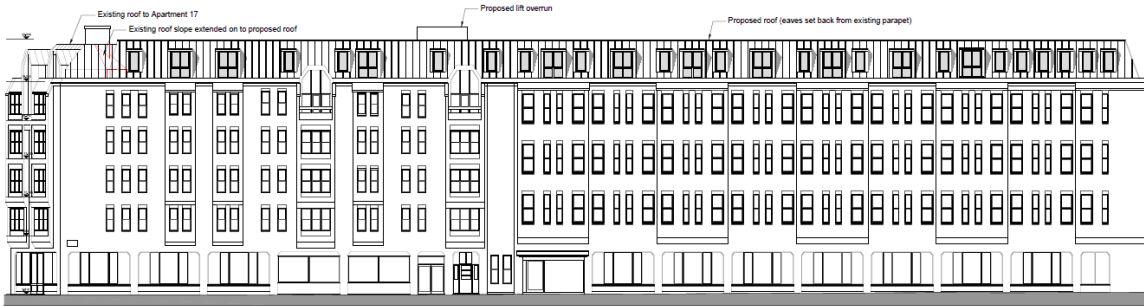 Existing roof to Apartment 17
Existing roof slope extended on to proposed roof
Proposed lift overrun
Proposed roof (eaves set back from existing parapet)